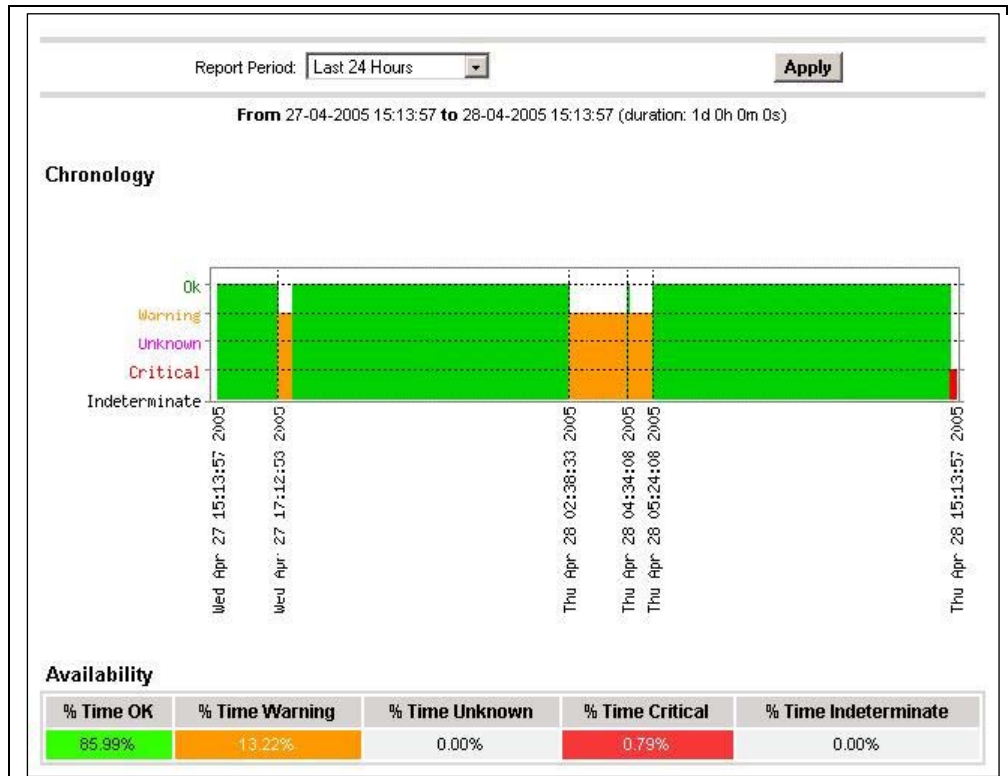 Report Period: Last 24 Hours Apply
From 27-04-2005 15:13:57 to 28-04-2005 15:13:57 (duration: 1d 0h 0m 0s)
Chronology
Ok
Warning
Unknown
Critical
Indeterminate
Wed Apr 27 15:13:57 2005
Wed Apr 27 17:12:53 2005
Thu Apr 28 02:38:33 2005
Thu Apr 28 04:34:08 2005
Thu Apr 28 05:24:08 2005
Thu Apr 28 15:13:57 2005
Availability
% Time OK % Time Warning % Time Unknown % Time Critical % Time Indeterminate
85.99% 13.22% 0.00% 0.79% 0.00%